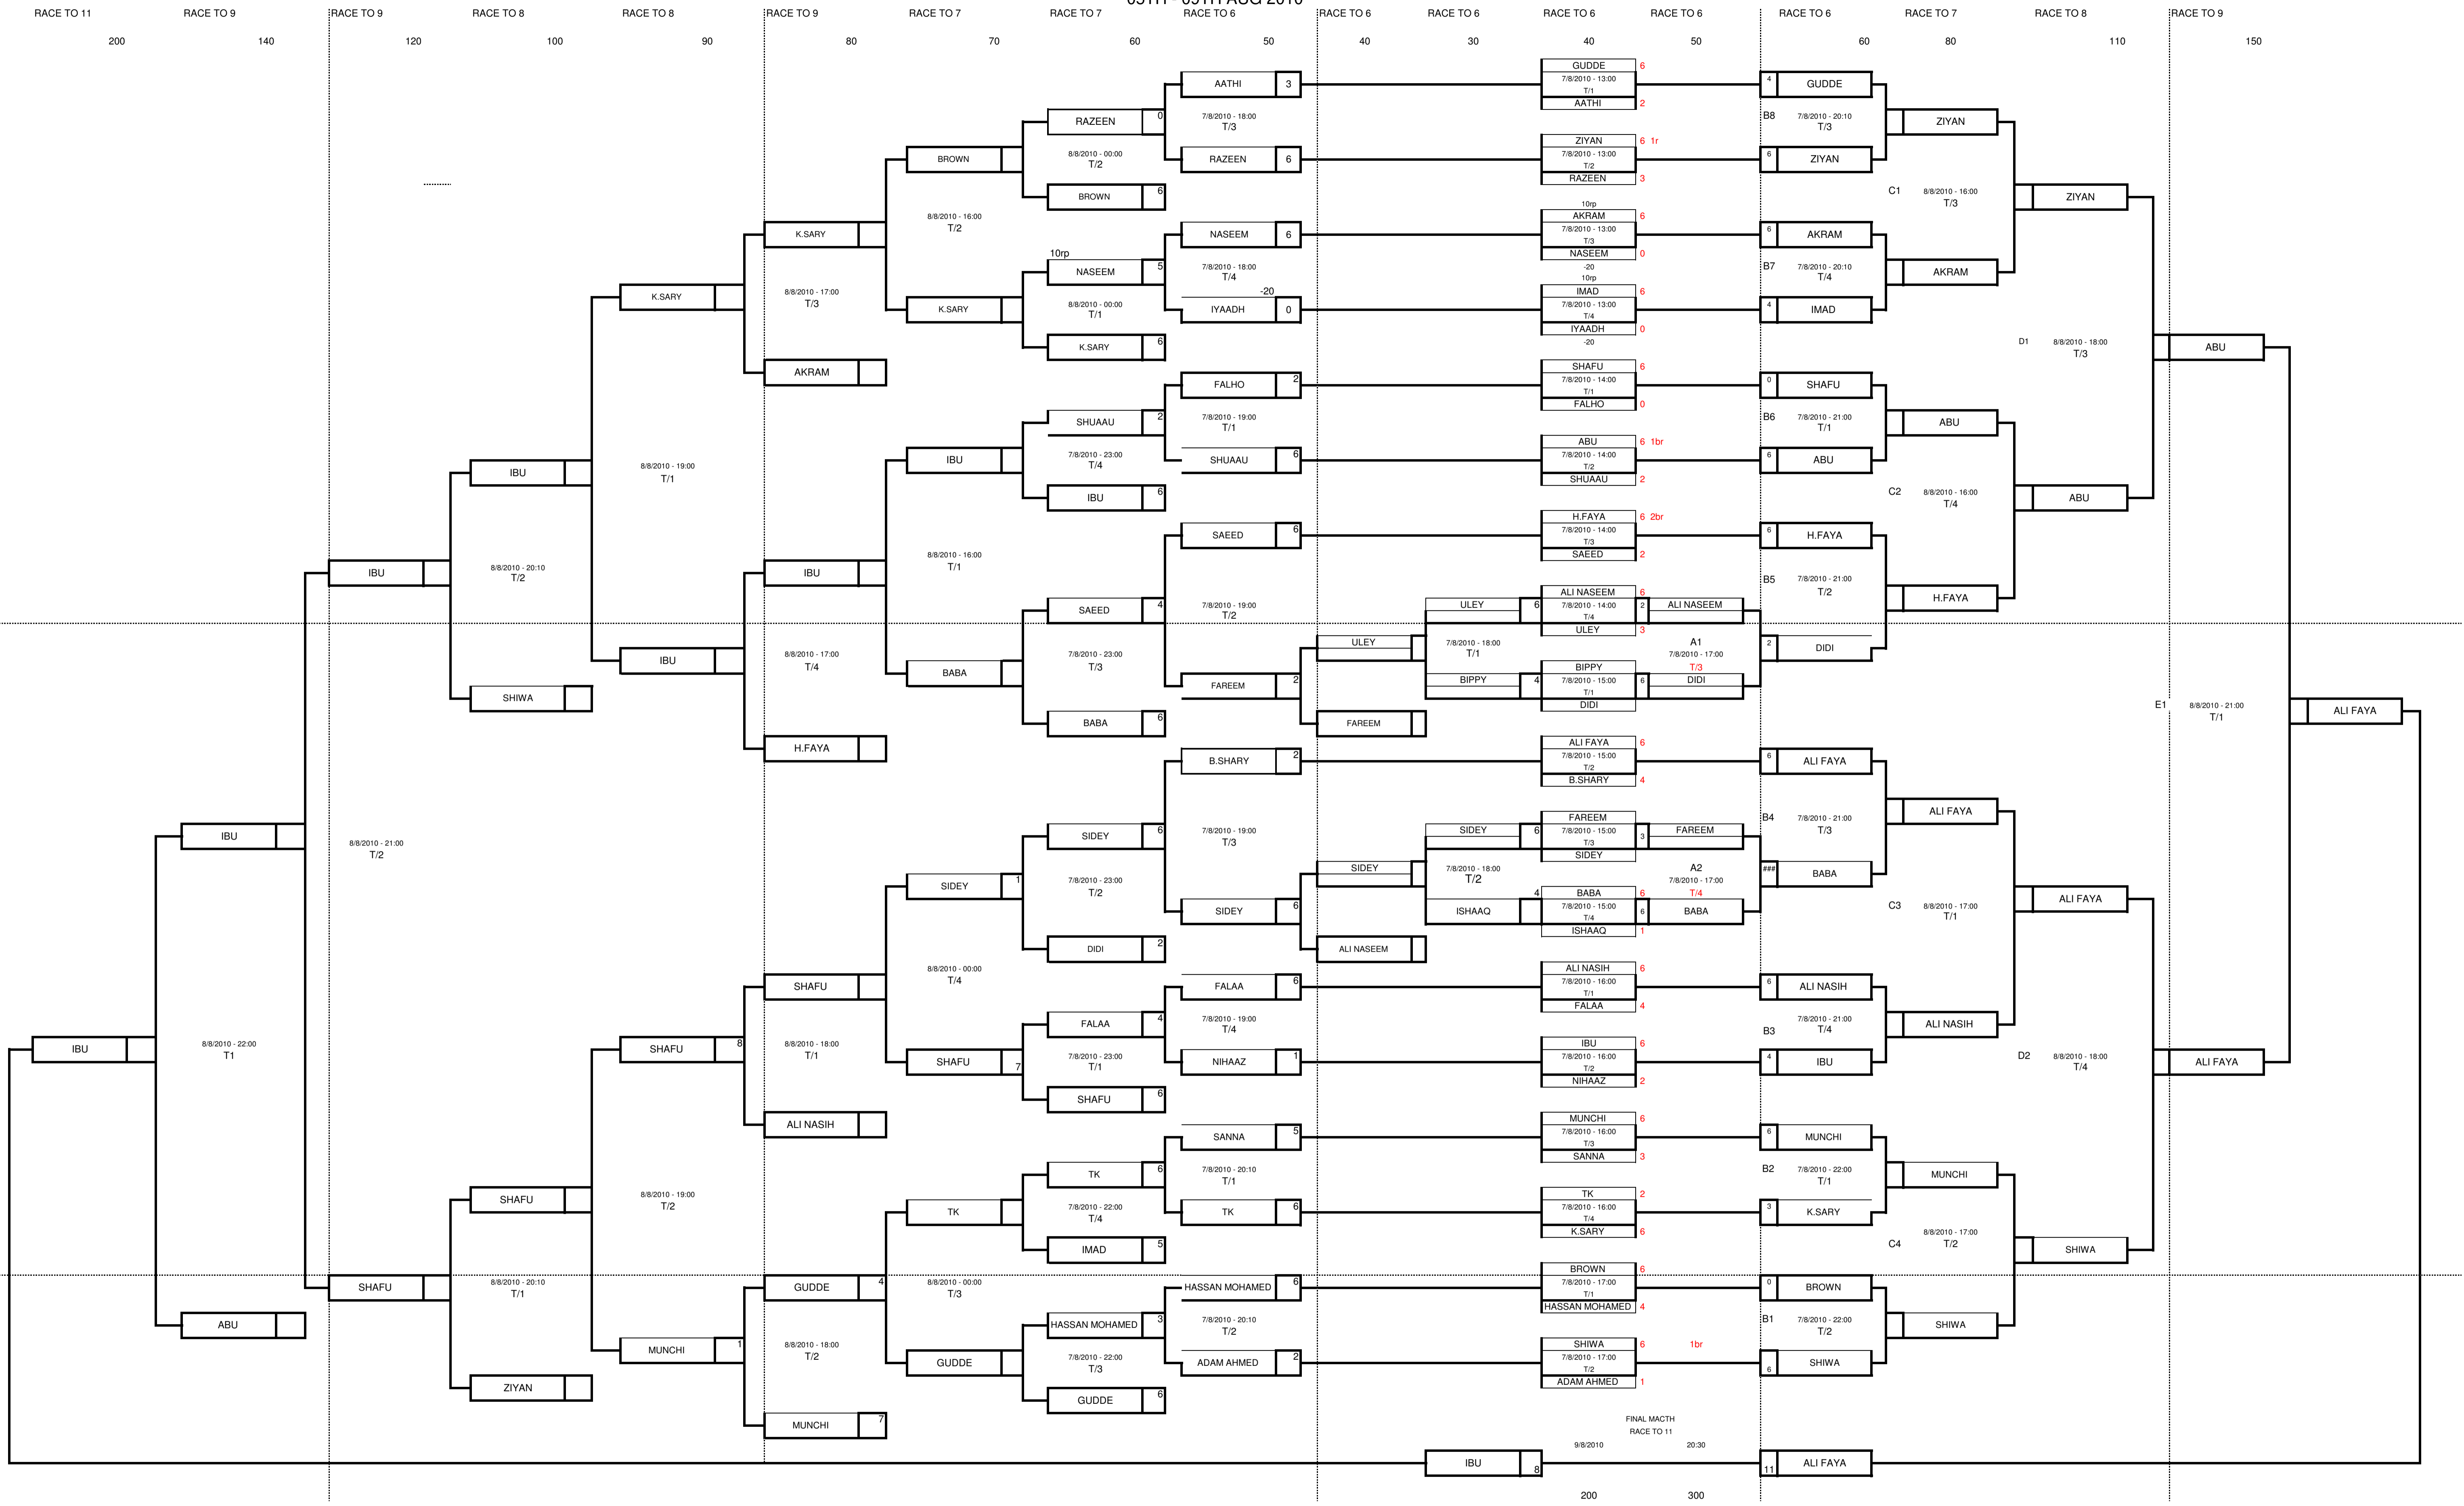 05TH - 09TH AUG 2010
RACE TO 11 RACE TO 9 RACE TO 9 RACE TO 8 RACE TO 8 RACE TO 9 RACE TO 7 RACE TO 7 RACE TO 6 RACE TO 6 RACE TO 6 RACE TO 6 RACE TO 6 RACE TO 6 RACE TO 7 RACE TO 8 RACE TO 9
200 140 120 100 90 80 70 60 50 40 30 40 50 60 80 110 150
GUDDE 6
AATHI 3 7/8/2010 - 13:00 4 GUDDE
T/1
AATHI 2
RAZEEN 0 7/8/2010 - 18:00 B8 7/8/2010 - 20:10 ZIYAN
T/3 T/3
ZIYAN 6 1r
BROWN 8/8/2010 - 00:00 RAZEEN 6 7/8/2010 - 13:00 6 ZIYAN
T/2 T/2
RAZEEN 3
BROWN 6 C1 8/8/2010 - 16:00 ZIYAN
T/3
10rp
8/8/2010 - 16:00 AKRAM 6
T/2
K.SARY NASEEM 6 7/8/2010 - 13:00 6 AKRAM
T/3
10rp NASEEM 0
NASEEM 5 7/8/2010 - 18:00 -20 B7 7/8/2010 - 20:10 AKRAM
T/4 10rp T/4
K.SARY 8/8/2010 - 17:00 -20 IMAD 6
T/3
K.SARY 8/8/2010 - 00:00 IYAADH 0 7/8/2010 - 13:00 4 IMAD
T/1 T/4
IYAADH 0
K.SARY 6 -20 D1 8/8/2010 - 18:00 ABU
T/3
AKRAM SHAFU 6
FALHO 2 7/8/2010 - 14:00 0 SHAFU
T/1
FALHO 0
SHUAAU 2 7/8/2010 - 19:00 B6 7/8/2010 - 21:00 ABU
T/1 T/1
ABU 6 1br
IBU 8/8/2010 - 19:00 IBU 7/8/2010 - 23:00 SHUAAU 6 7/8/2010 - 14:00 6 ABU
T/1 T/4 T/2
SHUAAU 2
IBU 6 C2 8/8/2010 - 16:00 ABU
T/4
H.FAYA 6 2br
SAEED 6 7/8/2010 - 14:00 6 H.FAYA
T/3
8/8/2010 - 16:00 SAEED 2
T/1
IBU 8/8/2010 - 20:10 IBU B5 7/8/2010 - 21:00
T/2 T/2
ALI NASEEM 6 H.FAYA
SAEED 4 7/8/2010 - 19:00 ULEY 6 7/8/2010 - 14:00 2 ALI NASEEM
T/2 T/4
ULEY 3
ULEY 7/8/2010 - 18:00 A1 2 DIDI
T/1
IBU 8/8/2010 - 17:00 7/8/2010 - 23:00 7/8/2010 - 17:00
T/4 T/3
BABA BIPPY T/3
SHIWA FAREEM 2 BIPPY 4 7/8/2010 - 15:00 6 DIDI
T/1
DIDI E1 8/8/2010 - 21:00 ALI FAYA
T/1
BABA 6 FAREEM
H.FAYA ALI FAYA 6
B.SHARY 2 7/8/2010 - 15:00 6 ALI FAYA
T/2
B.SHARY 4
FAREEM B4 7/8/2010 - 21:00 ALI FAYA
T/3
IBU 8/8/2010 - 21:00 SIDEY 6 7/8/2010 - 19:00 SIDEY 6 7/8/2010 - 15:00 3 FAREEM
T/2 T/3 T/3
SIDEY
SIDEY 1 7/8/2010 - 23:00 SIDEY 7/8/2010 - 18:00 A2 ### BABA
T/2 T/2 7/8/2010 - 17:00
4 BABA 6 T/4
SIDEY 6 ISHAAQ 7/8/2010 - 15:00 6 BABA C3 8/8/2010 - 17:00 ALI FAYA
T/4 T/1
ISHAAQ 1
DIDI 2 ALI NASEEM
8/8/2010 - 00:00 ALI NASIH 6
T/4
SHAFU FALAA 6 7/8/2010 - 16:00 6 ALI NASIH
T/1
FALAA 4
FALAA 4 7/8/2010 - 19:00 B3 7/8/2010 - 21:00 ALI NASIH
T/4 T/4
IBU 8/8/2010 - 22:00 SHAFU 8 8/8/2010 - 18:00 IBU 6
T1 T/1
SHAFU 7 7/8/2010 - 23:00 NIHAAZ 1 7/8/2010 - 16:00 4 IBU D2 8/8/2010 - 18:00 ALI FAYA
T/1 T/2 T/4
NIHAAZ 2
SHAFU 6
ALI NASIH MUNCHI 6
SANNA 5 7/8/2010 - 16:00 6 MUNCHI
T/3
SANNA 3
TK 6 7/8/2010 - 20:10 B2 7/8/2010 - 22:00 MUNCHI
T/1 T/1
SHAFU 8/8/2010 - 19:00 TK 2
T/2
TK 7/8/2010 - 22:00 TK 6 7/8/2010 - 16:00 3 K.SARY
T/4 T/4
K.SARY 6
IMAD 5 C4 8/8/2010 - 17:00 SHIWA
T/2
BROWN 6
SHAFU 8/8/2010 - 20:10 GUDDE 4 8/8/2010 - 00:00 HASSAN MOHAMED 6 7/8/2010 - 17:00 0 BROWN
T/1 T/3 T/1
HASSAN MOHAMED 4
ABU HASSAN MOHAMED 3 7/8/2010 - 20:10 B1 7/8/2010 - 22:00 SHIWA
T/2 T/2
MUNCHI 1 8/8/2010 - 18:00 SHIWA 6 1br
T/2
GUDDE 7/8/2010 - 22:00 ADAM AHMED 2 7/8/2010 - 17:00 6 SHIWA
T/3 T/2
ZIYAN ADAM AHMED 1
GUDDE 6
MUNCHI 7 FINAL MACTH
RACE TO 11
9/8/2010 20:30
IBU 8 11 ALI FAYA
200 300